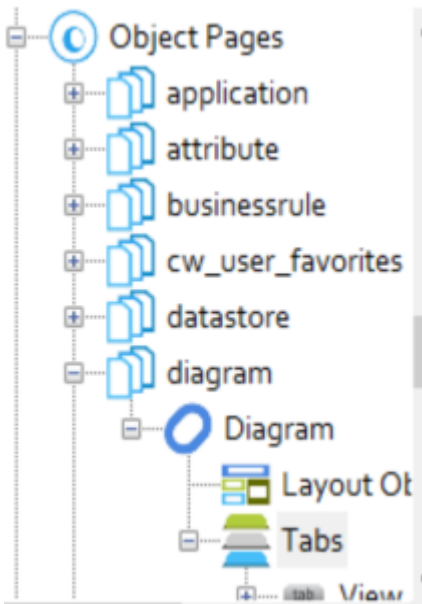 Object Pages
application
attribute
businessrule
cw_user_favorites
datastore
diagram
Diagram
Layout Ob
Tabs
tab View